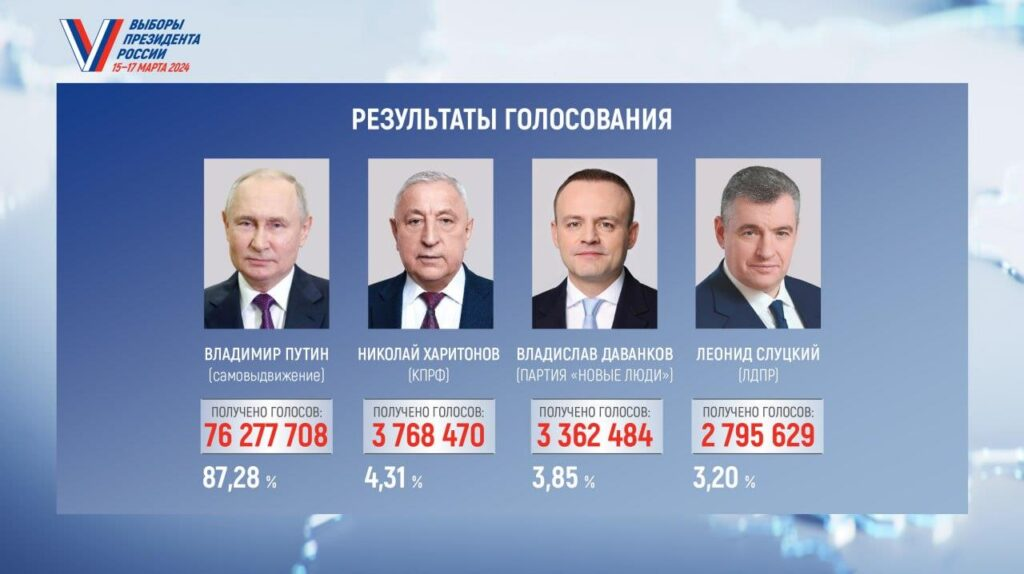 ВЫБОРЫ
ПРЕЗИДЕНТА
РОССИИ
15–17 МАРТА 2024
РЕЗУЛЬТАТЫ ГОЛОСОВАНИЯ
ВЛАДИМИР ПУТИН
(самовыдвижение)
ПОЛУЧЕНО ГОЛОСОВ:
76 277 708
87,28 %
НИКОЛАЙ ХАРИТОНОВ
(КПРФ)
ПОЛУЧЕНО ГОЛОСОВ:
3 768 470
4,31 %
ВЛАДИСЛАВ ДАВАНКОВ
(ПАРТИЯ «НОВЫЕ ЛЮДИ»)
ПОЛУЧЕНО ГОЛОСОВ:
3 362 484
3,85 %
ЛЕОНИД СЛУЦКИЙ
(ЛДПР)
ПОЛУЧЕНО ГОЛОСОВ:
2 795 629
3,20 %